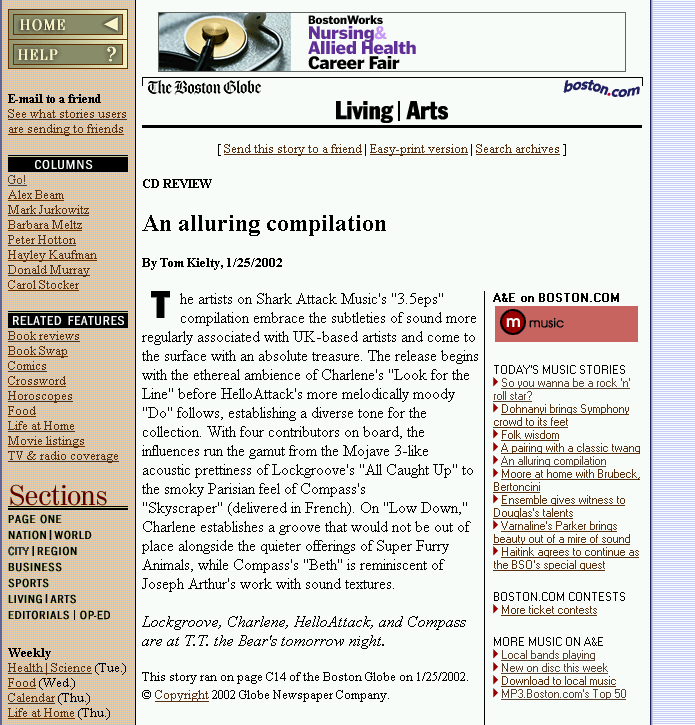 HOME
HELP ?
E-mail to a friend
See what stories users
are sending to friends
COLUMNS
Go!
Alex Beam
Mark Jurkowitz
Barbara Meltz
Peter Hotton
Hayley Kaufman
Donald Murray
Carol Stocker
RELATED FEATURES
Book reviews
Book Swap
Comics
Crossword
Horoscopes
Food
Life at Home
Movie listings
TV & radio coverage
Sections
PAGE ONE
NATION | WORLD
CITY | REGION
BUSINESS
SPORTS
LIVING | ARTS
EDITORIALS | OP-ED
Weekly
Health | Science (Tue.)
Food (Wed.)
Calendar (Thu.)
Life at Home (Thu.)
BostonWorks
Nursing &
Allied Health
Career Fair
The Boston Globe
boston.com
Living | Arts
[ Send this story to a friend | Easy-print version | Search archives ]
CD REVIEW
An alluring compilation
By Tom Kielty, 1/25/2002
The artists on Shark Attack Music's "3.5eps"
compilation embrace the subtleties of sound more
regularly associated with UK-based artists and come to
the surface with an absolute treasure. The release begins
with the ethereal ambience of Charlene's "Look for the
Line" before HelloAttack's more melodically moody
"Do" follows, establishing a diverse tone for the
collection. With four contributors on board, the
influences run the gamut from the Mojave 3-like
acoustic prettiness of Lockgroove's "All Caught Up" to
the smoky Parisian feel of Compass's
"Skyscraper" (delivered in French). On "Low Down,"
Charlene establishes a groove that would not be out of
place alongside the quieter offerings of Super Furry
Animals, while Compass's "Beth" is reminiscent of
Joseph Arthur's work with sound textures.
Lockgroove, Charlene, HelloAttack, and Compass
are at T.T. the Bear's tomorrow night.
This story ran on page C14 of the Boston Globe on 1/25/2002.
© Copyright 2002 Globe Newspaper Company.
A&E on BOSTON.COM
m music
TODAY'S MUSIC STORIES
So you wanna be a rock 'n'
roll star?
Dohnanyi brings Symphony
crowd to its feet
Folk wisdom
A pairing with a classic twang
An alluring compilation
Moore at home with Brubeck,
Bertoncini
Ensemble gives witness to
Douglas's talents
Varnaline's Parker brings
beauty out of a mire of sound
Haitink agrees to continue as
the BSO's special guest
BOSTON.COM CONTESTS
More ticket contests
MORE MUSIC ON A&E
Local bands playing
New on disc this week
Download to local music
MP3.Boston.com's Top 50